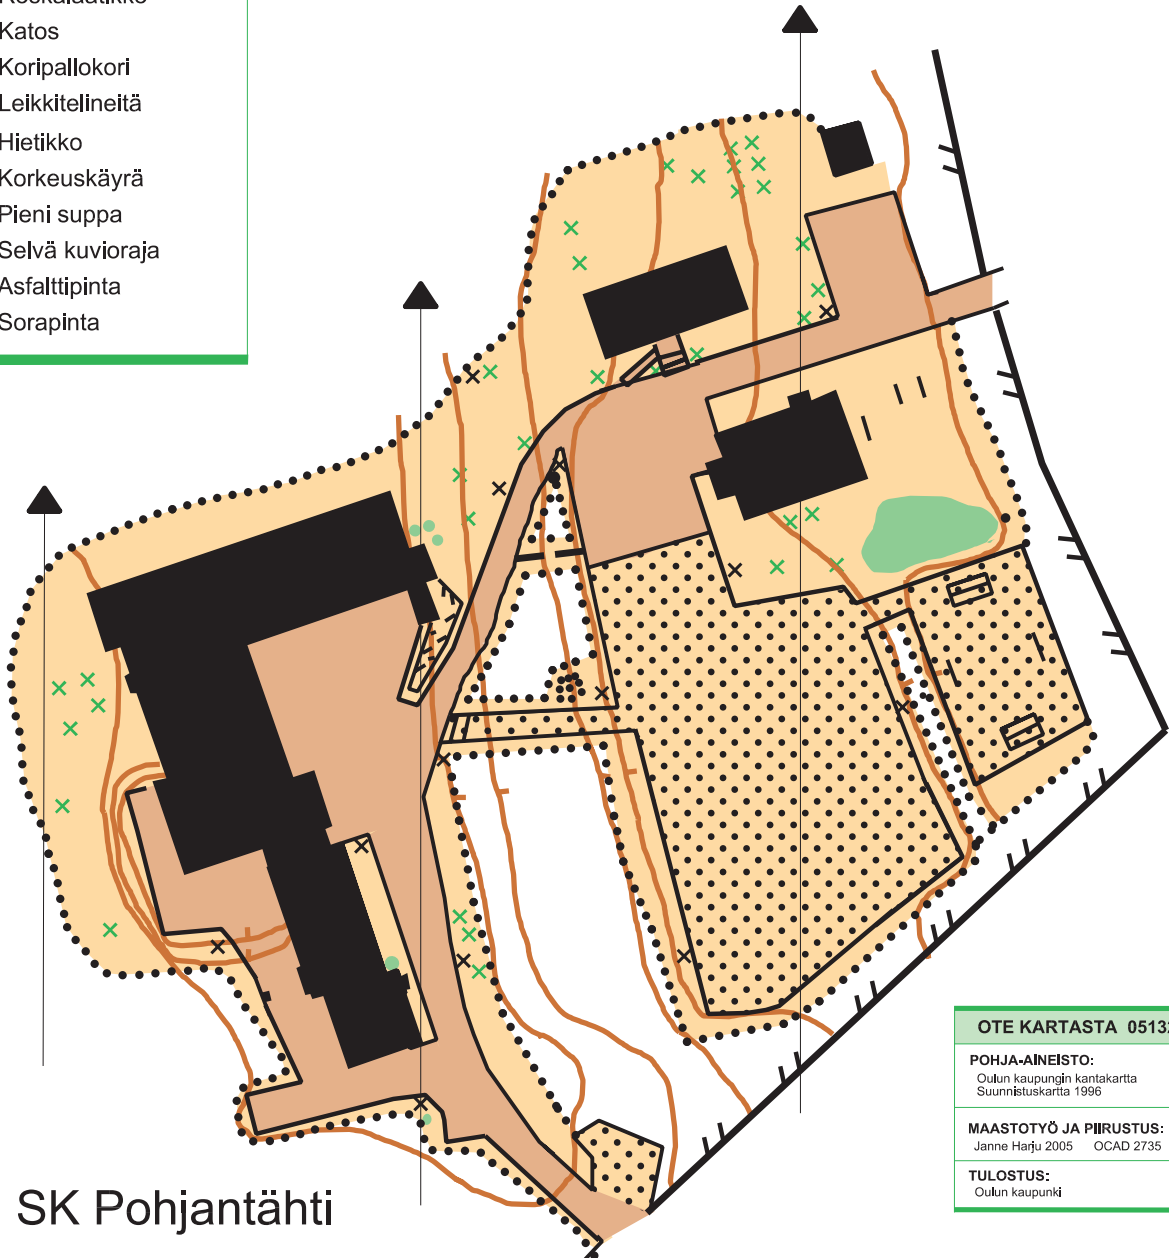 Katos
Koripallokori
Leikkitelineitä
Hietikko
Korkeuskäyrä
Pieni suppa
Selvä kuvioraja
Asfalttipinta
Sorapinta
OTE KARTASTA
POHJA-AINEISTO:
Oulun kaupungin kantakartta
Suunnistuskartta 1996
MAASTOTYÖ JA PIIRUSTUS:
Janne Harju 2005 OCAD 2735
TULOSTUS:
Oulun kaupunki
SK Pohjantähti